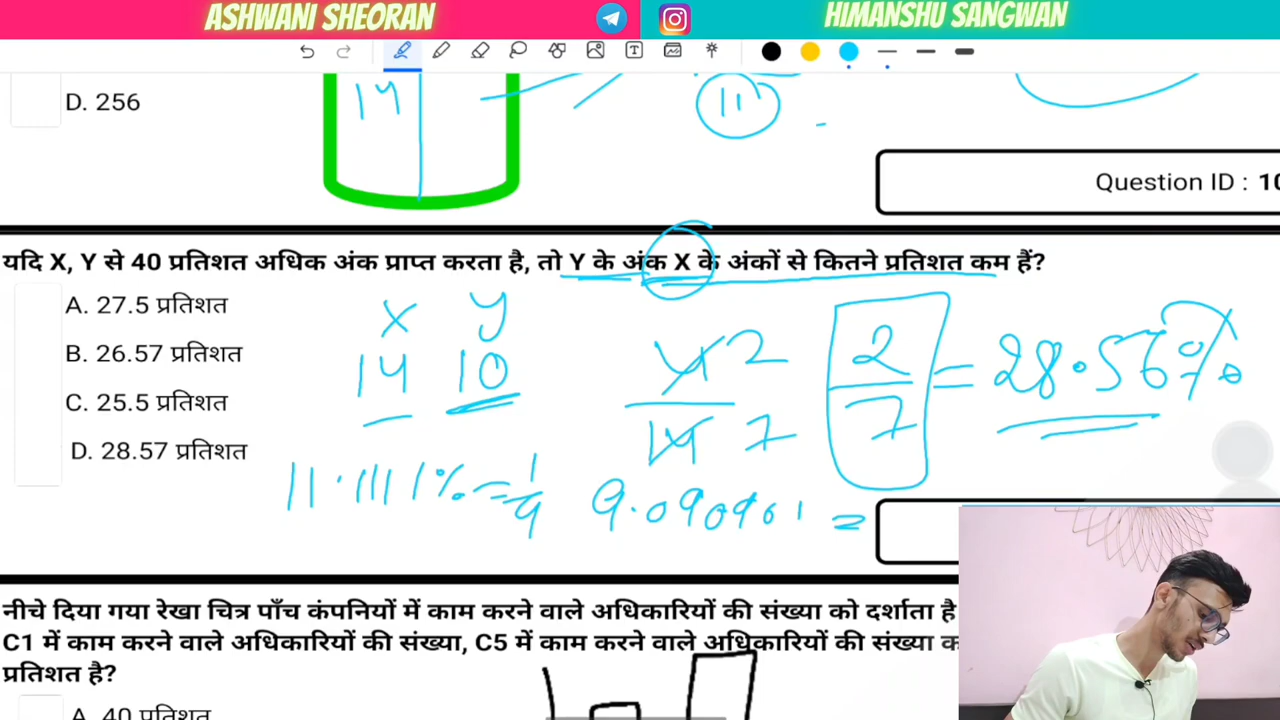 ASHWANI SHEORAN
HIMANSHU SANGWAN
T
D. 256
14
11
Question ID : 10
यदि X, Y से 40 प्रतिशत अधिक अंक प्राप्त करता है, तो Y के अंक X के अंकों से कितने प्रतिशत कम हैं?
A. 27.5 प्रतिशत
B. 26.57 प्रतिशत
C. 25.5 प्रतिशत
D. 28.57 प्रतिशत
X y
14 10
2
14 7
2/7 = 28.56%
11.1111% = 1/9
9.090901 =
नीचे दिया गया रेखा चित्र पाँच कंपनियों में काम करने वाले अधिकारियों की संख्या को दर्शाता है
C1 में काम करने वाले अधिकारियों की संख्या, C5 में काम करने वाले अधिकारियों की संख्या क
प्रतिशत है?
A. 40 प्रतिशत